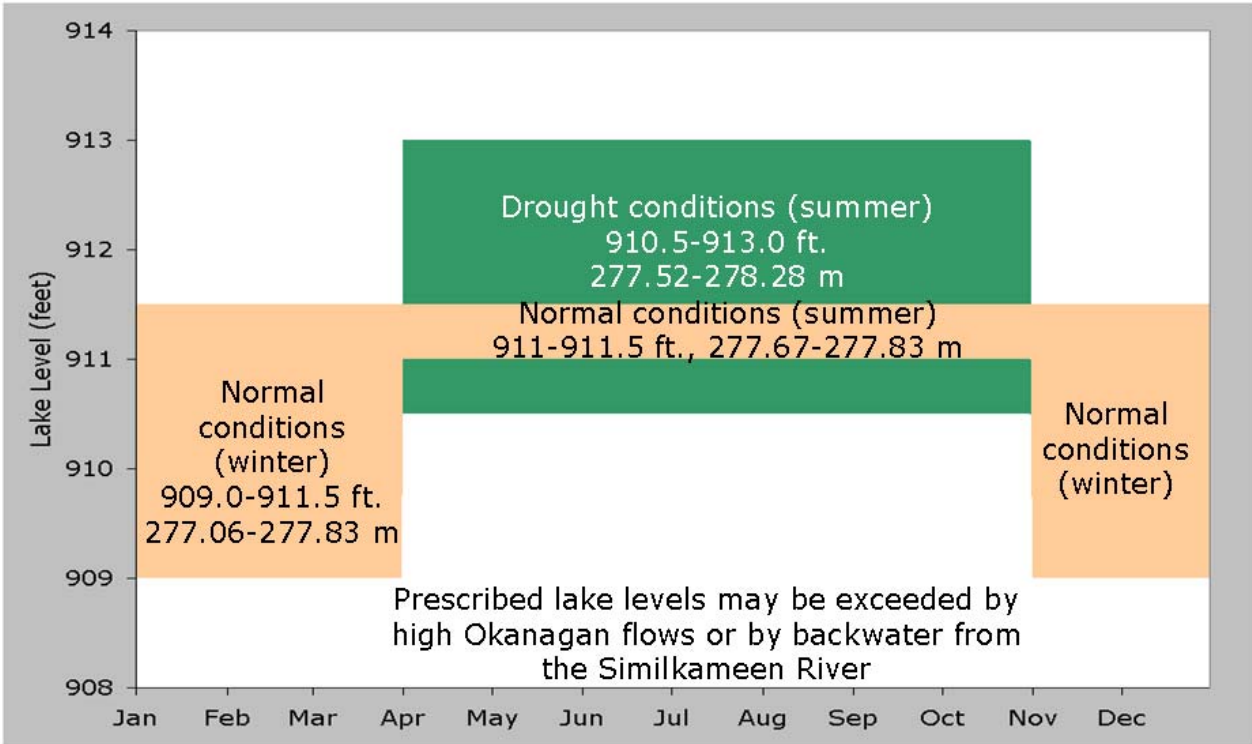 914
913
912
911
910
909
908
Lake Level (feet)
Drought conditions (summer)
910.5-913.0 ft.
277.52-278.28 m
Normal conditions (summer)
911-911.5 ft., 277.67-277.83 m
Normal
conditions
(winter)
909.0-911.5 ft.
277.06-277.83 m
Normal
conditions
(winter)
Prescribed lake levels may be exceeded by
high Okanagan flows or by backwater from
the Similkameen River
Jan Feb Mar Apr May Jun Jul Aug Sep Oct Nov Dec